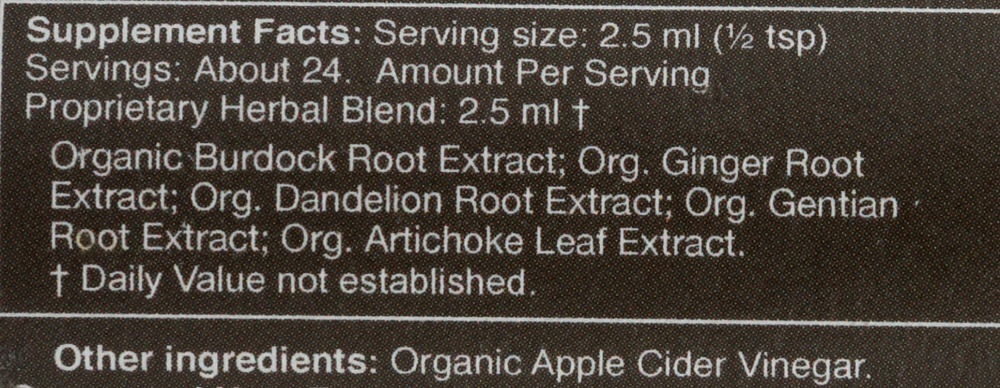 Supplement Facts: Serving size: 2.5 ml (½ tsp)
Servings: About 24. Amount Per Serving
Proprietary Herbal Blend: 2.5 ml †
Organic Burdock Root Extract; Org. Ginger Root
Extract; Org. Dandelion Root Extract; Org. Gentian
Root Extract; Org. Artichoke Leaf Extract.
† Daily Value not established.
Other ingredients: Organic Apple Cider Vinegar.